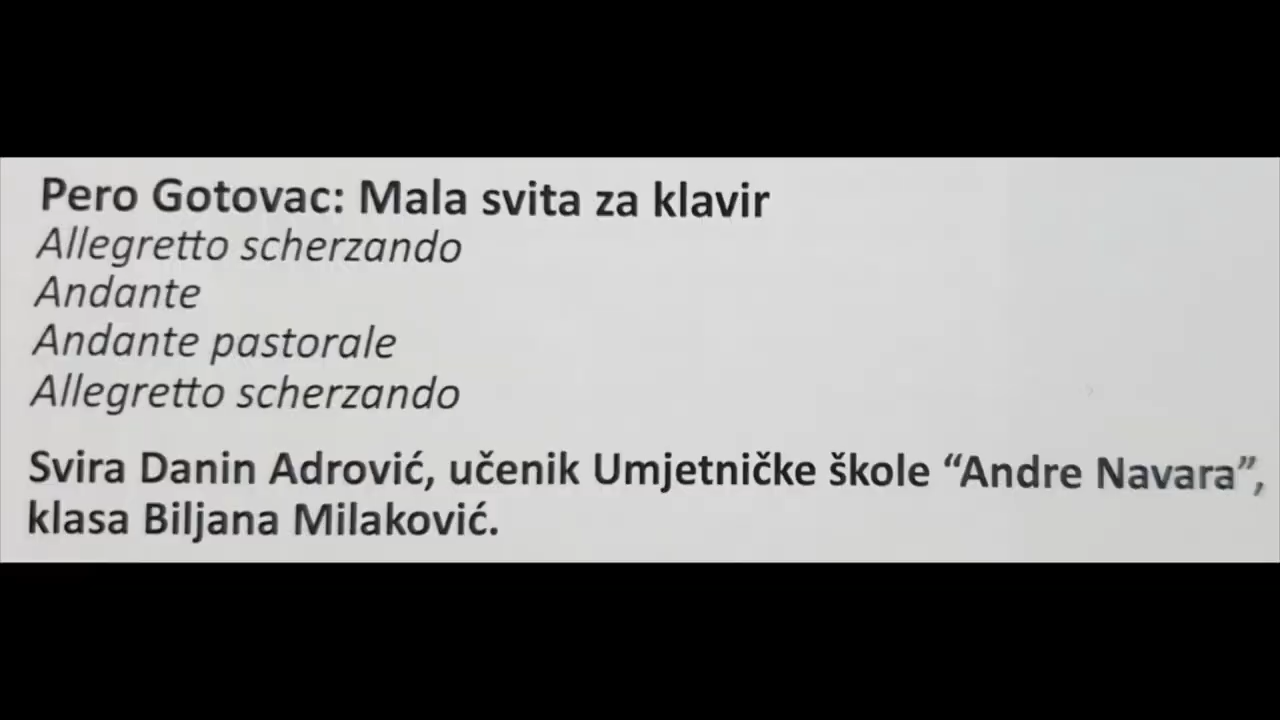 Pero Gotovac: Mala svita za klavir
Allegretto scherzando
Andante
Andante pastorale
Allegretto scherzando
Svira Danin Adrović, učenik Umjetničke škole “Andre Navara”,
klasa Biljana Milaković.